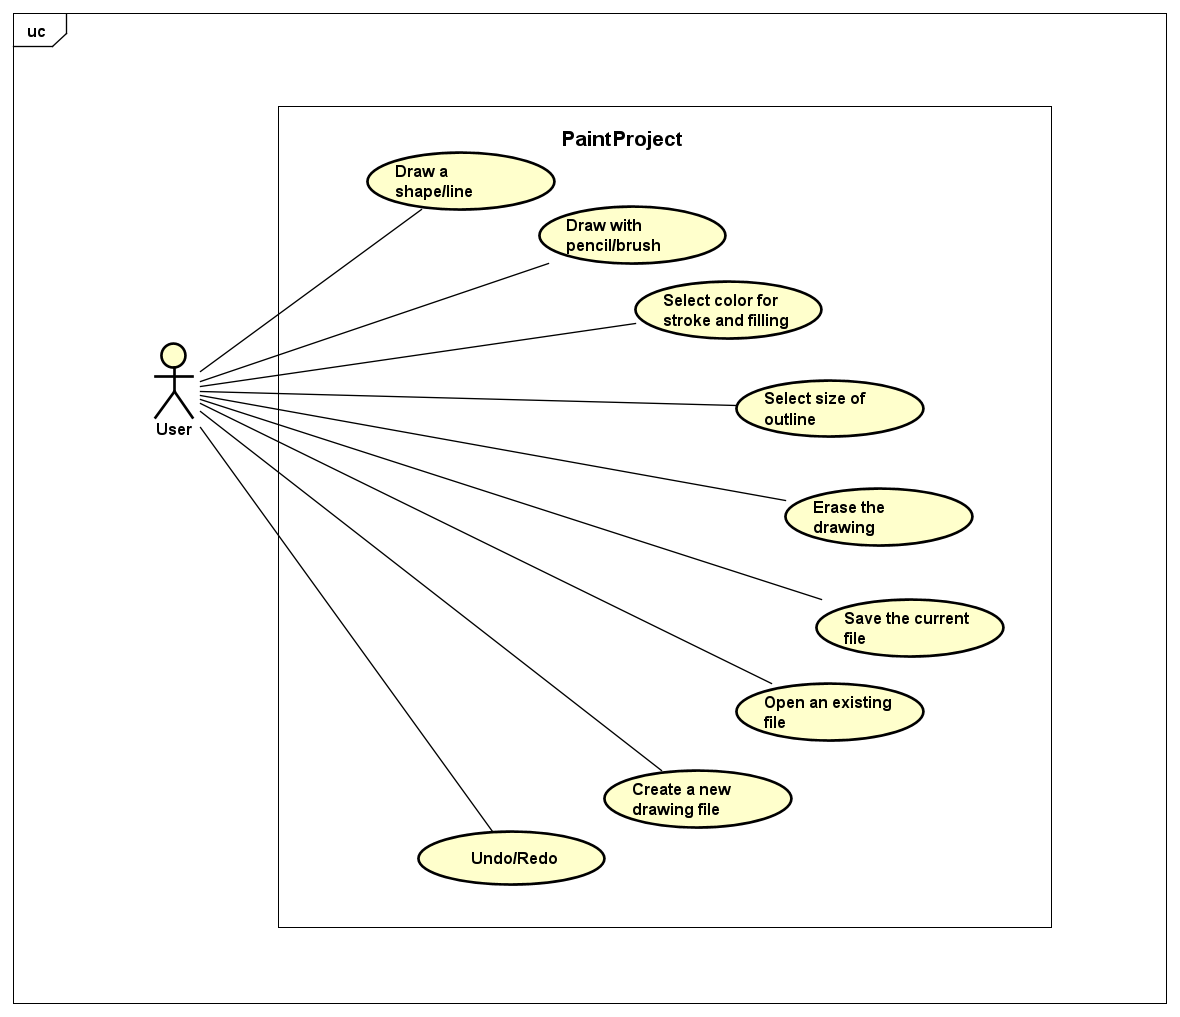 uc
PaintProject
Draw a
shape/line
Draw with
pencil/brush
Select color for
stroke and filling
Select size of
outline
User
Erase the
drawing
Save the current
file
Open an existing
file
Create a new
drawing file
Undo/Redo